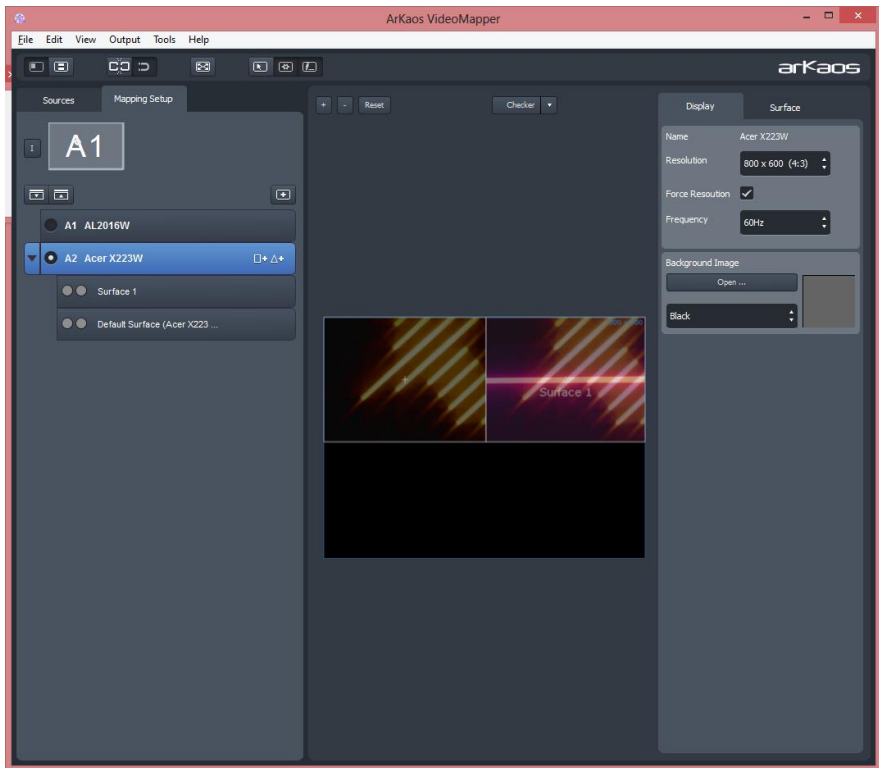 ArKaos VideoMapper
File Edit View Output Tools Help
arKaos
Sources Mapping Setup
+ - Reset Checker
Display Surface
A1
Name Acer X223W
Resolution 800 x 600 (4:3)
Force Resoution
Frequency 60Hz
A1 AL2016W
A2 Acer X223W
Surface 1
Default Surface (Acer X223 ...
Background Image
Open ...
Black
Surface 1